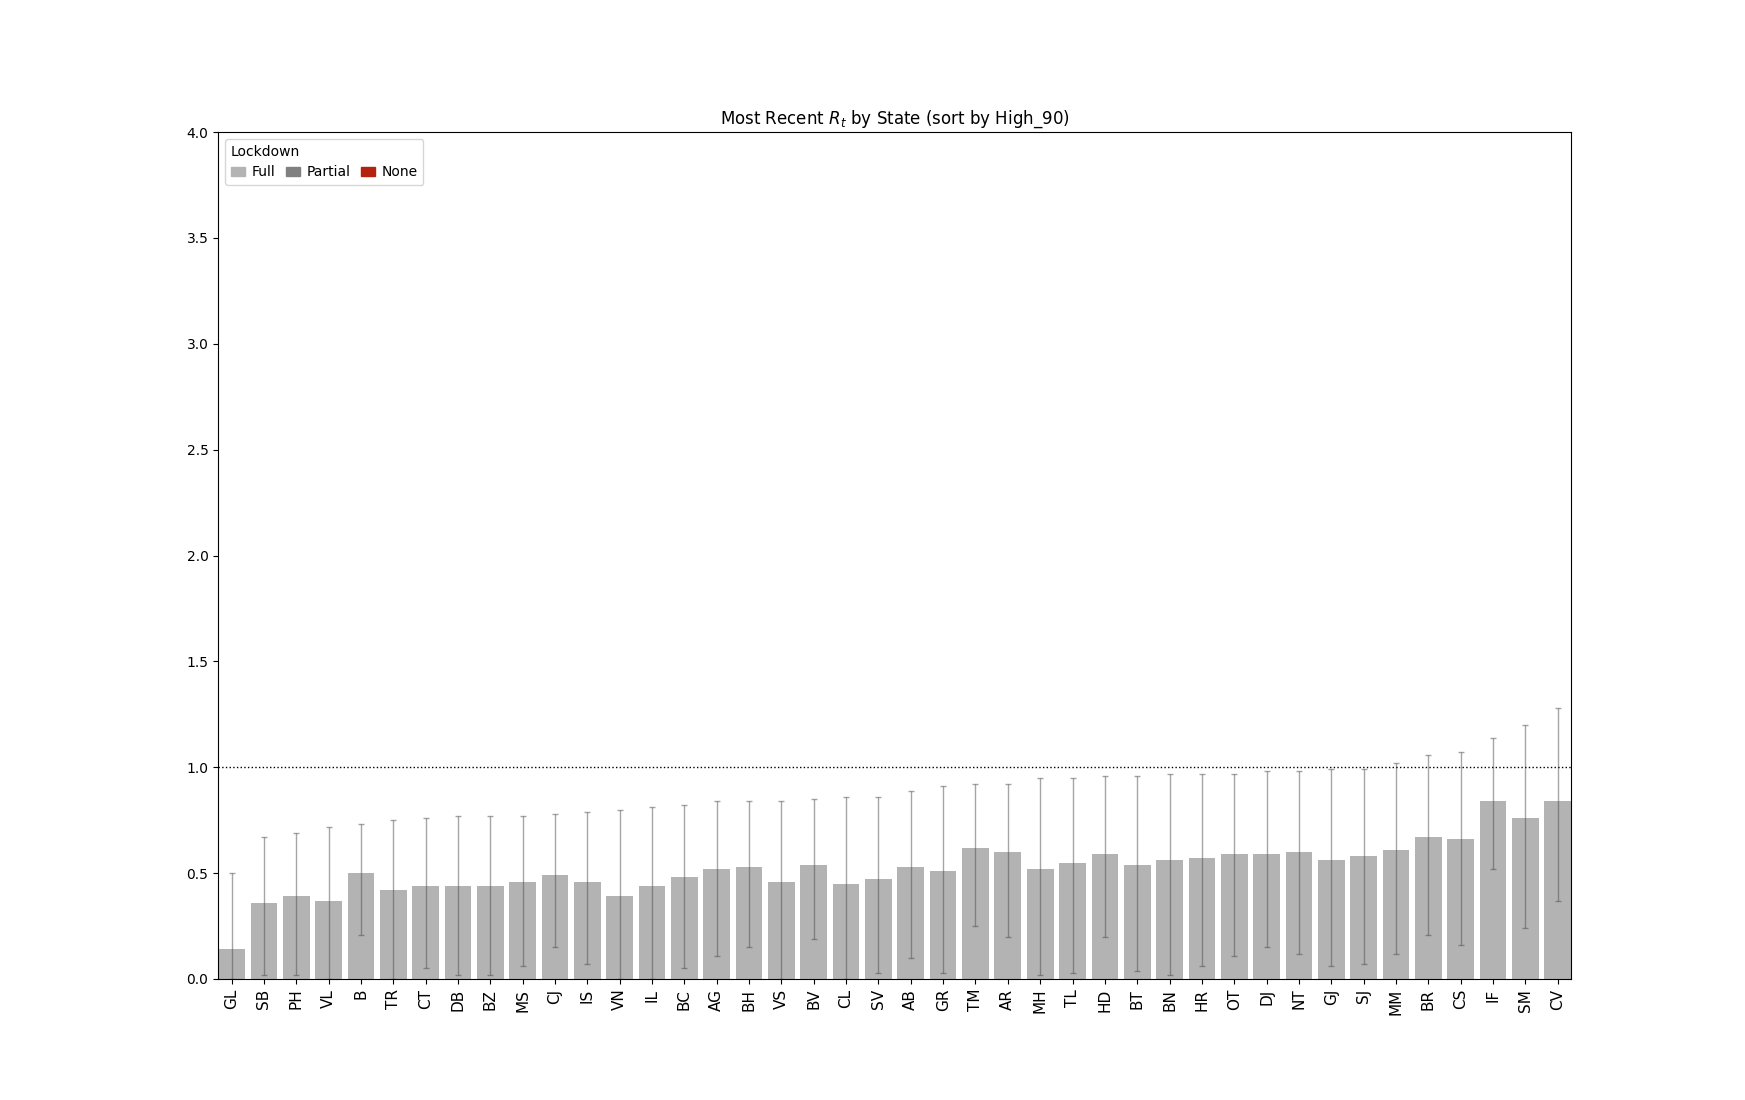 Most Recent R_t by State (sort by High_90)
Lockdown
Full Partial None
4.0
3.5
3.0
2.5
2.0
1.5
1.0
0.5
0.0
GL SB PH VL B TR CT DB BZ MS CJ IS VN IL BC AG BH VS BV CL SV AB GR TM AR MH TL HD BT BN HR OT DJ NT GJ SJ MM BR CS IF SM CV